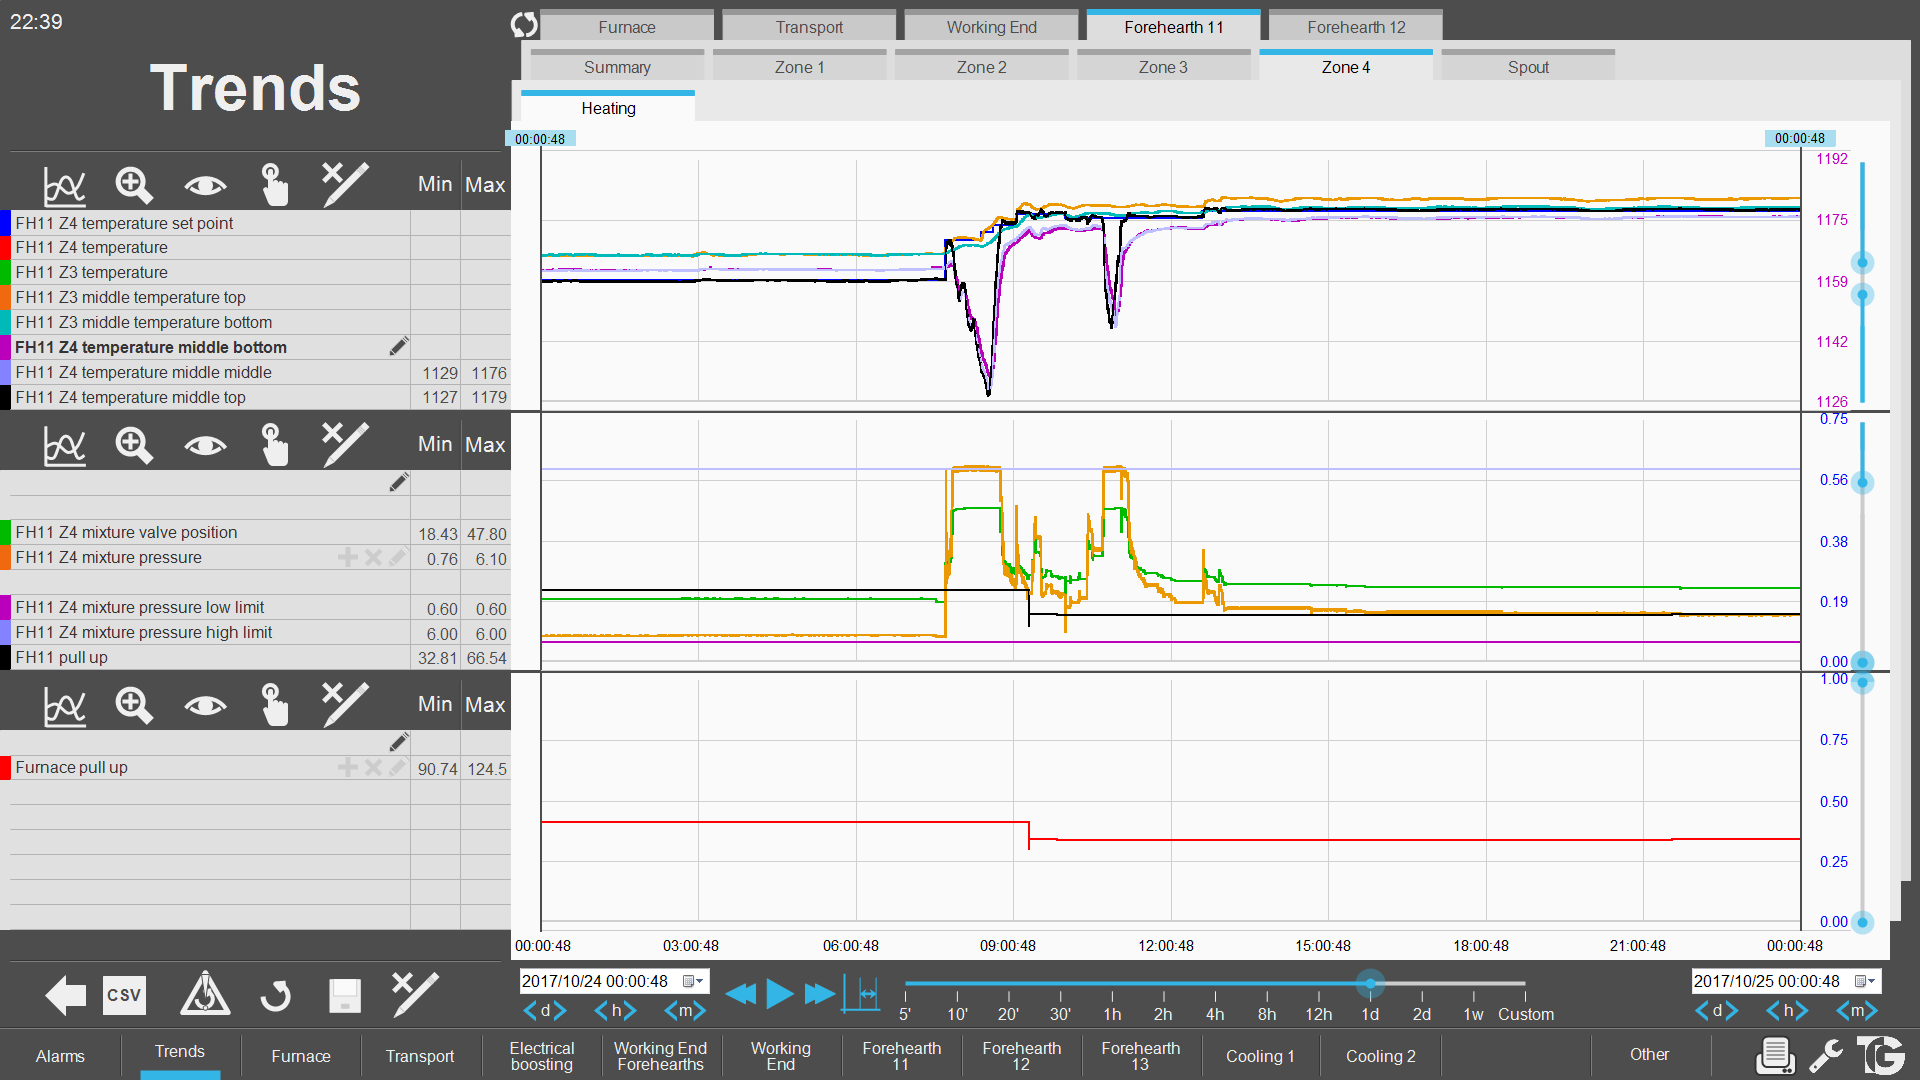 22:39
Trends
Furnace
Transport
Working End
Forehearth 11
Forehearth 12
Summary
Zone 1
Zone 2
Zone 3
Zone 4
Spout
Heating
00:00:48
00:00:48
Min Max
FH11 Z4 temperature set point
FH11 Z4 temperature
FH11 Z3 temperature
FH11 Z3 middle temperature top
FH11 Z3 middle temperature bottom
FH11 Z4 temperature middle bottom
FH11 Z4 temperature middle middle 1129 1176
FH11 Z4 temperature middle top 1127 1179
1192
1175
1159
1142
1126
Min Max
FH11 Z4 mixture valve position 18.43 47.80
FH11 Z4 mixture pressure 0.76 6.10
FH11 Z4 mixture pressure low limit 0.60 0.60
FH11 Z4 mixture pressure high limit 6.00 6.00
FH11 pull up 32.81 66.54
0.75
0.56
0.38
0.19
0.00
Min Max
Furnace pull up 90.74 124.5
1.00
0.75
0.50
0.25
0.00
00:00:48 03:00:48 06:00:48 09:00:48 12:00:48 15:00:48 18:00:48 21:00:48 00:00:48
CSV
2017/10/24 00:00:48
d h m
5' 10' 20' 30' 1h 2h 4h 8h 12h 1d 2d 1w Custom
2017/10/25 00:00:48
d h m
Alarms
Trends
Furnace
Transport
Electrical
boosting
Working End
Forehearths
Working
End
Forehearth
11
Forehearth
12
Forehearth
13
Cooling 1
Cooling 2
Other
TG